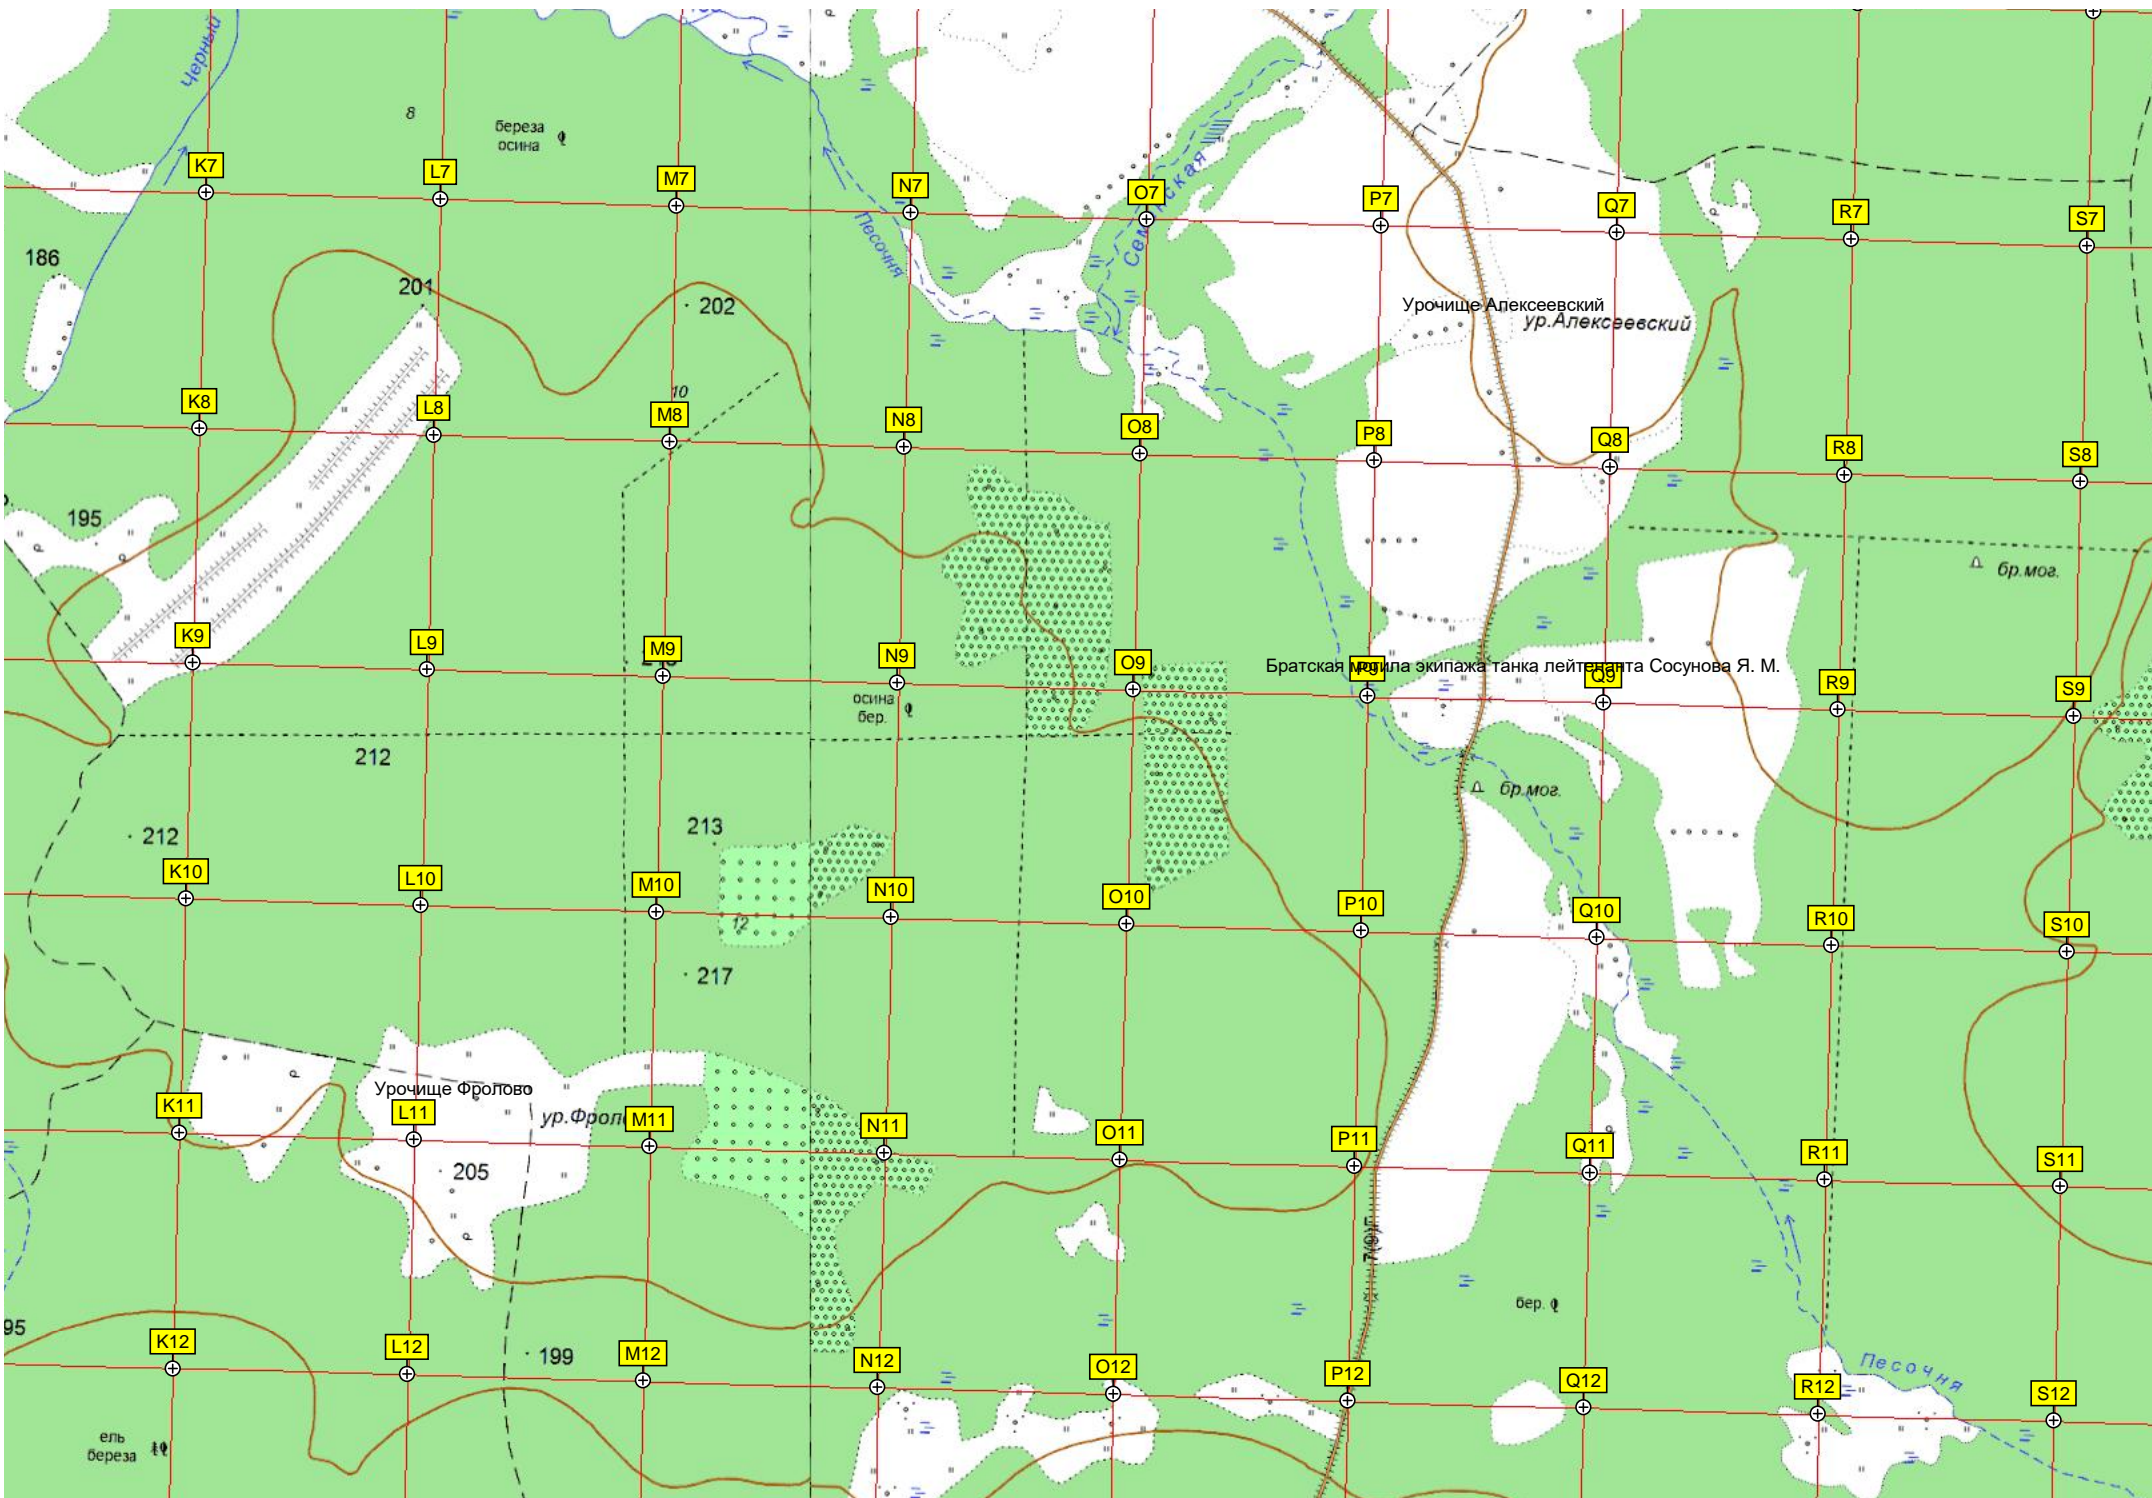 Черный
8
береза
осина
K7
L7
M7
N7
O7
P7
Q7
R7
S7
Песочня
186
201
202
Урочище Алексеевский
ур.Алексеевский
10
K8
L8
M8
N8
O8
P8
Q8
R8
S8
195
бр.мог.
K9
L9
M9
N9
O9
P9
Q9
R9
S9
Братская могила экипажа танка лейтенанта Сосунова Я. М.
осина
бер.
212
бр.мог.
212
213
K10
L10
M10
N10
O10
P10
Q10
R10
S10
12
217
Урочище Фролово
K11
L11
ур.Фрол
M11
N11
O11
P11
Q11
R11
S11
205
бер.
95
199
K12
L12
M12
N12
O12
P12
Q12
R12
S12
Песочня
ель
береза